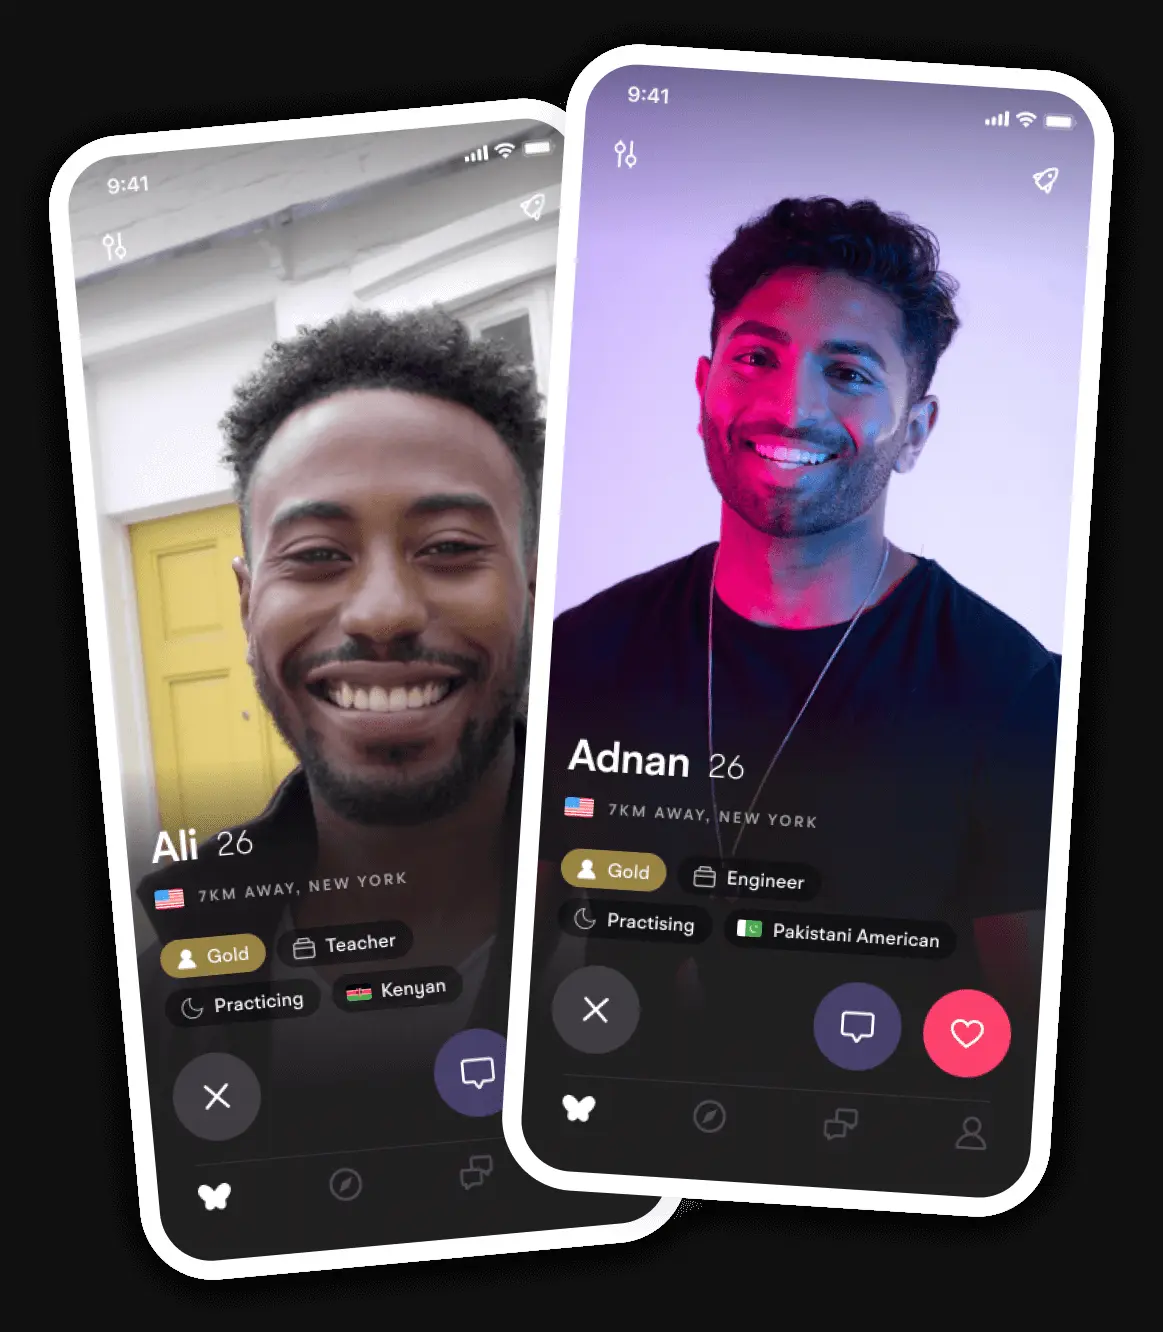 9:41
Ali 26
7KM AWAY, NEW YORK
Gold
Teacher
Practicing
Kenyan
9:41
Adnan 26
7KM AWAY, NEW YORK
Gold
Engineer
Practising
Pakistani American